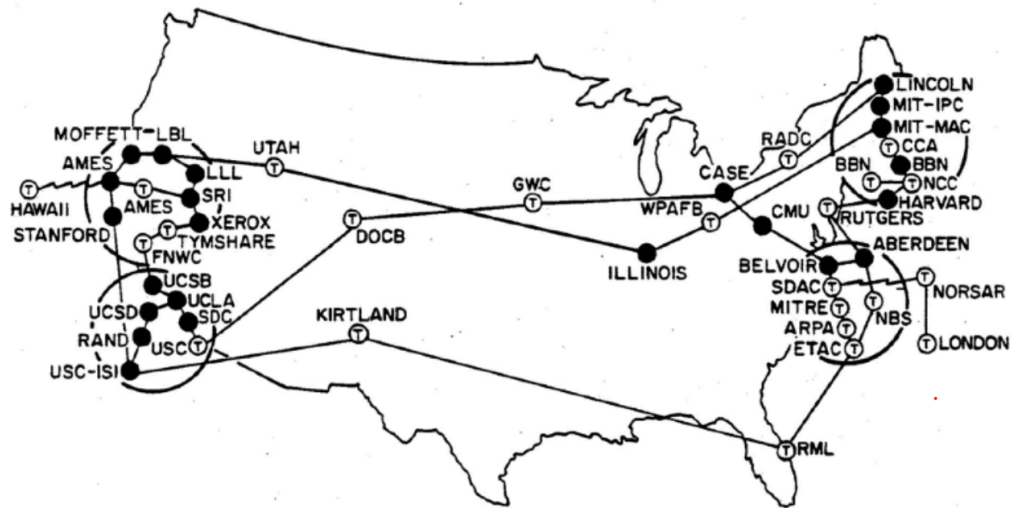 LINCOLN
MIT-IPC
MIT-MAC
MOFFETT LBL
RADC
CCA
UTAH
BBN
BBN
AMES
LLL
CASE
NCC
T
HAWAII
AMES
SRI
GWC
HARVARD
WPAFB
RUTGERS
XEROX
CMU
STANFORD
TYMSHARE
DOCB
FNWC
ABERDEEN
ILLINOIS
BELVOIR
UCSB
SDAC
NORSAR
UCLA
UCSD
MITRE
SDC
KIRTLAND
NBS
ARPA
RAND
USC
ETAC
LONDON
USC-ISI
RML